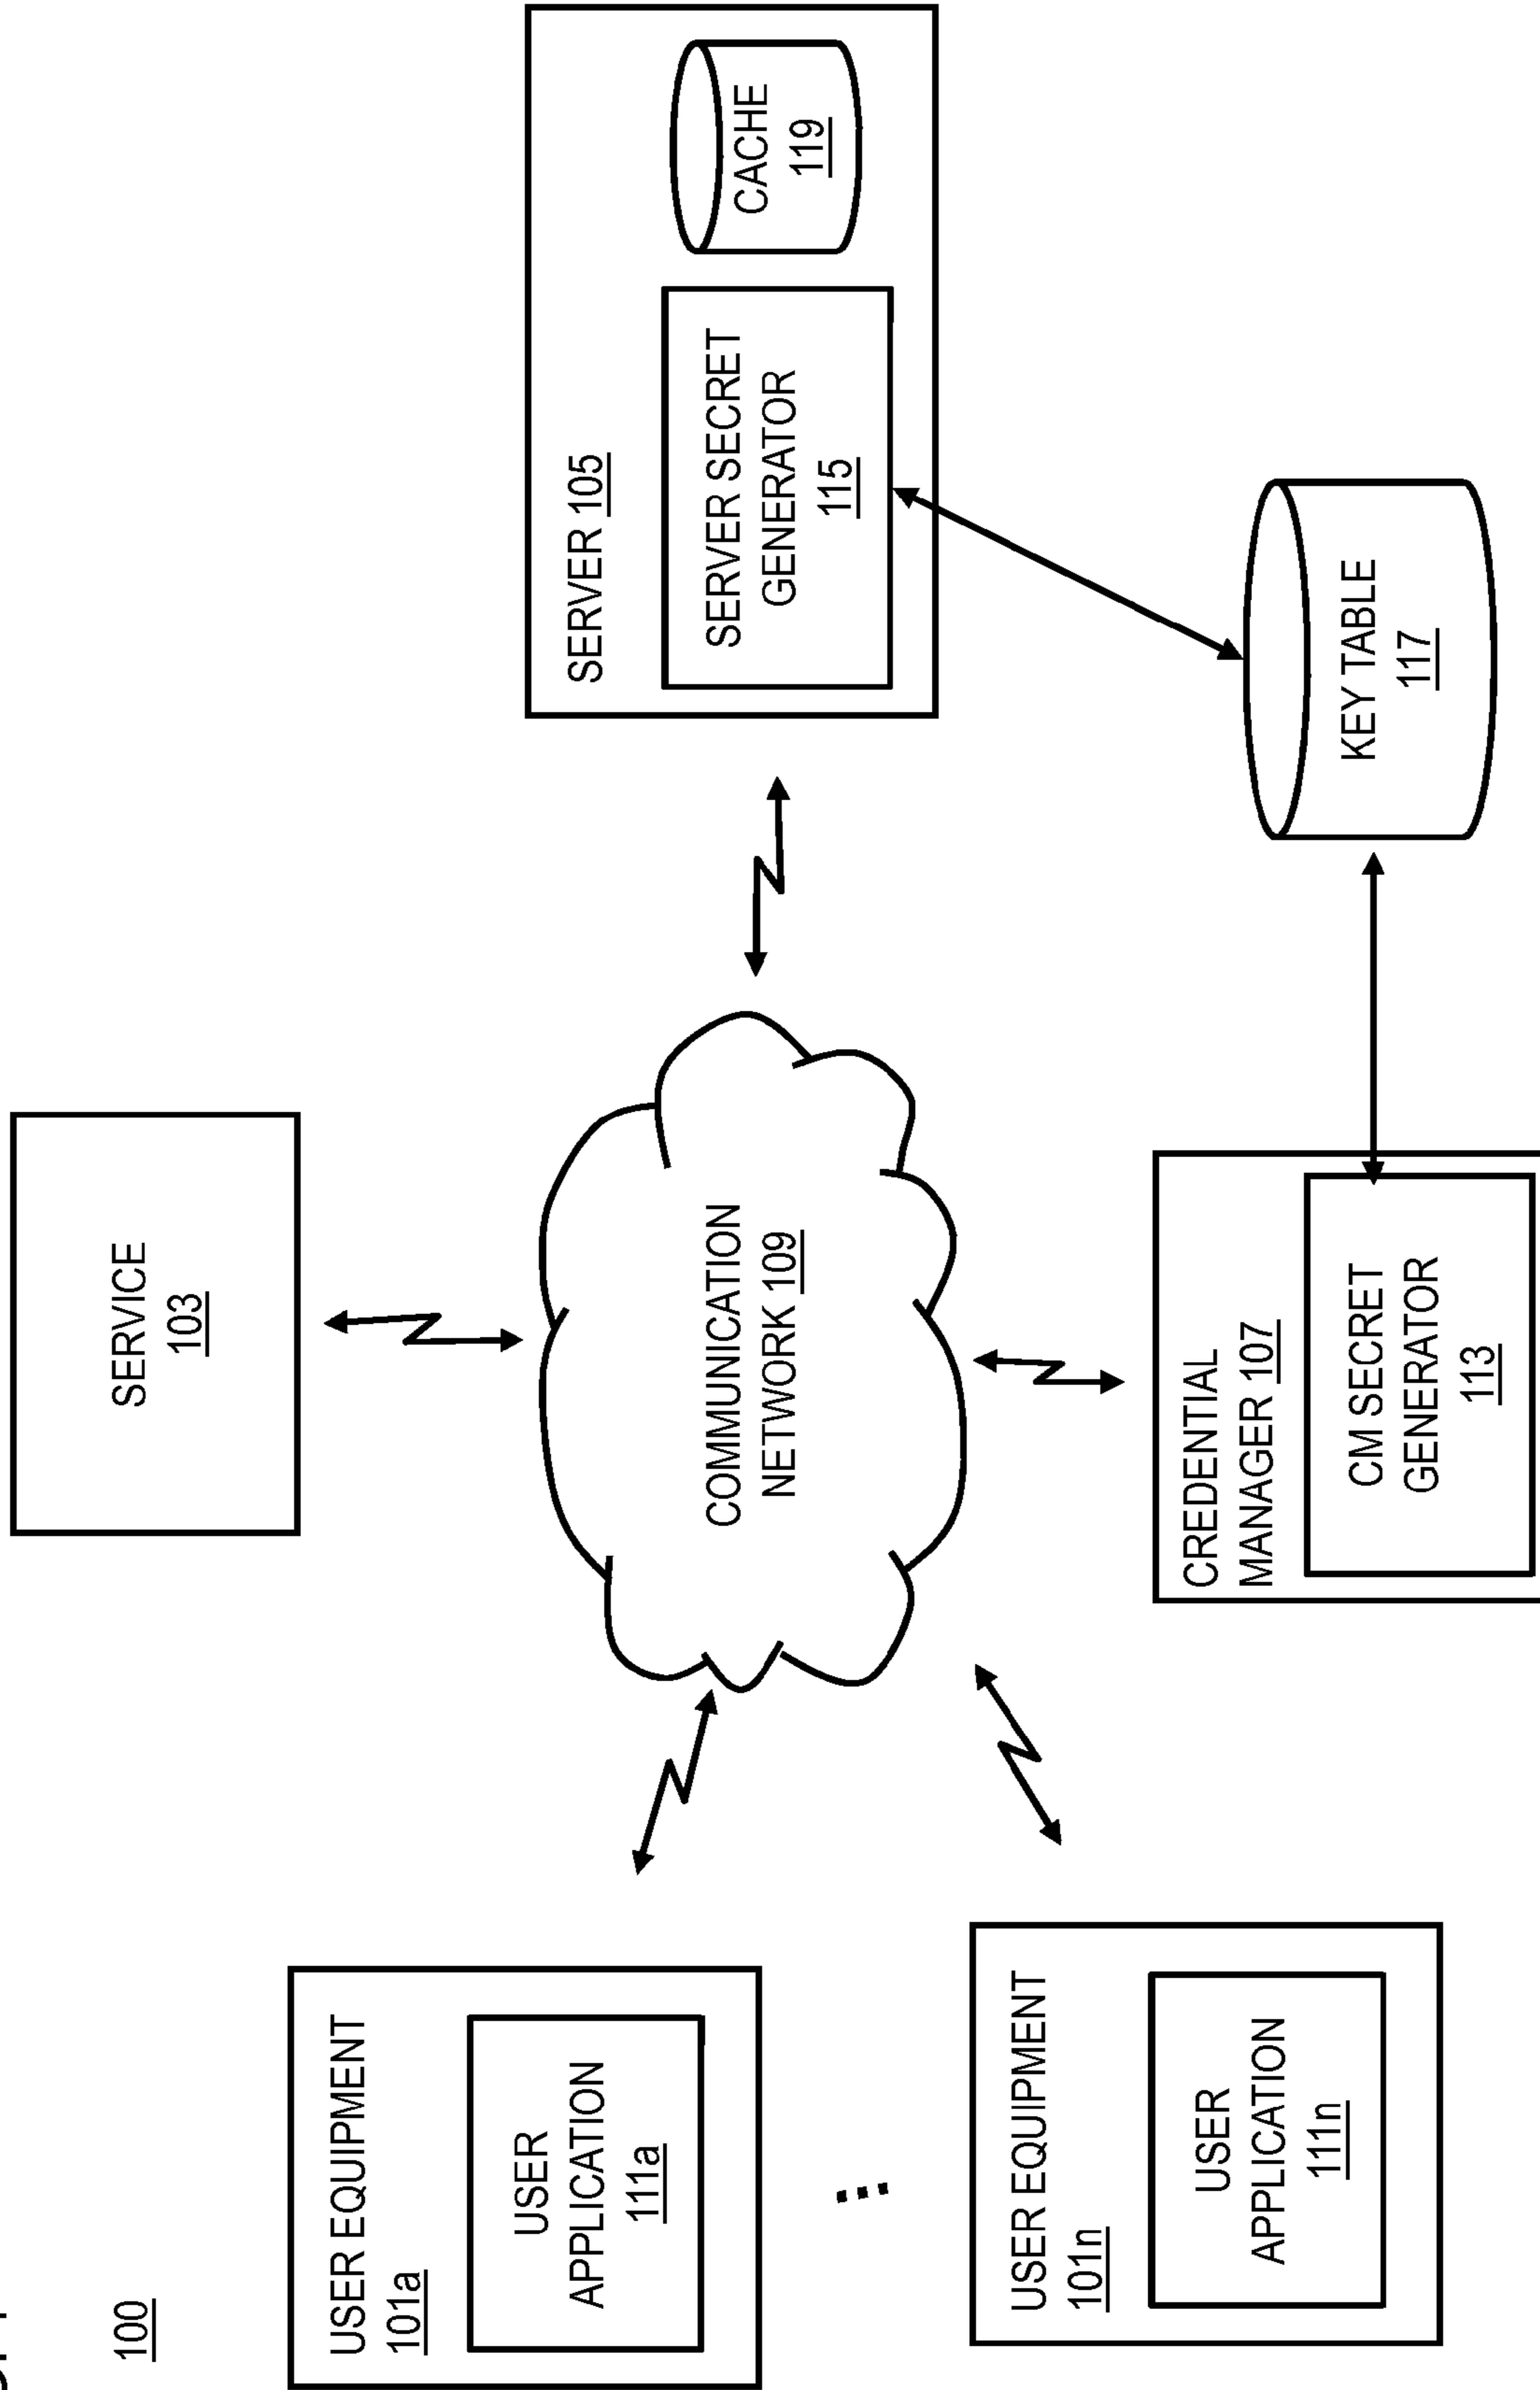 100
SERVICE
103
USER EQUIPMENT
101a
USER
APPLICATION
111a
COMMUNICATION
NETWORK 109
SERVER 105
SERVER SECRET
GENERATOR
115
CACHE
119
USER EQUIPMENT
101n
USER
APPLICATION
111n
CREDENTIAL
MANAGER 107
CM SECRET
GENERATOR
113
KEY TABLE
117